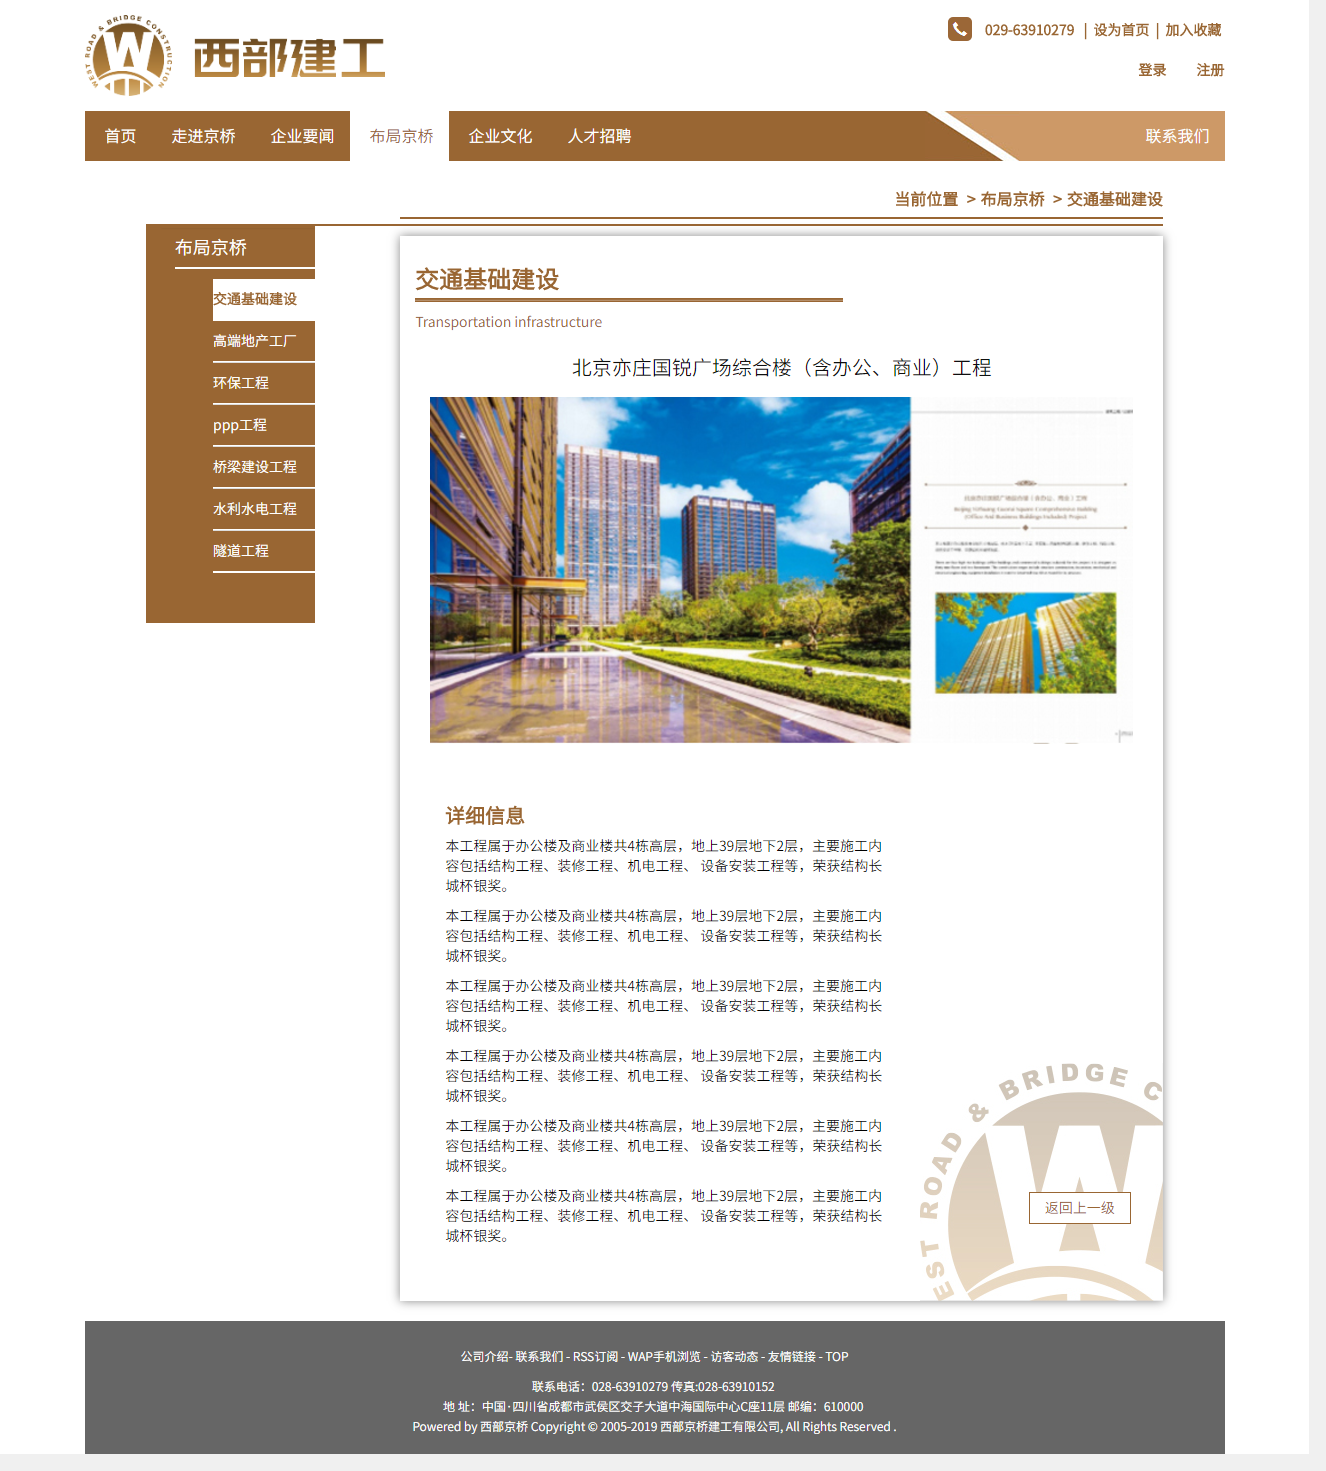 WEST ROAD & BRIDGE CONSTRUCTION
W
西部建工
029-63910279 | 设为首页 | 加入收藏
登录 注册
首页 走进京桥 企业要闻 布局京桥 企业文化 人才招聘 联系我们
当前位置 > 布局京桥 > 交通基础建设
布局京桥
交通基础建设
高端地产工厂
环保工程
ppp工程
桥梁建设工程
水利水电工程
隧道工程
交通基础建设
Transportation infrastructure
北京亦庄国锐广场综合楼（含办公、商业）工程
详细信息
本工程属于办公楼及商业楼共4栋高层，地上39层地下2层，主要施工内
容包括结构工程、装修工程、机电工程、 设备安装工程等，荣获结构长
城杯银奖。
本工程属于办公楼及商业楼共4栋高层，地上39层地下2层，主要施工内
容包括结构工程、装修工程、机电工程、 设备安装工程等，荣获结构长
城杯银奖。
本工程属于办公楼及商业楼共4栋高层，地上39层地下2层，主要施工内
容包括结构工程、装修工程、机电工程、 设备安装工程等，荣获结构长
城杯银奖。
本工程属于办公楼及商业楼共4栋高层，地上39层地下2层，主要施工内
容包括结构工程、装修工程、机电工程、 设备安装工程等，荣获结构长
城杯银奖。
本工程属于办公楼及商业楼共4栋高层，地上39层地下2层，主要施工内
容包括结构工程、装修工程、机电工程、 设备安装工程等，荣获结构长
城杯银奖。
本工程属于办公楼及商业楼共4栋高层，地上39层地下2层，主要施工内
容包括结构工程、装修工程、机电工程、 设备安装工程等，荣获结构长
城杯银奖。
EST ROAD & BRIDGE C
W
返回上一级
公司介绍- 联系我们 - RSS订阅 - WAP手机浏览 - 访客动态 - 友情链接 - TOP
联系电话：028-63910279 传真:028-63910152
地 址：中国·四川省成都市武侯区交子大道中海国际中心C座11层 邮编：610000
Powered by 西部京桥 Copyright © 2005-2019 西部京桥建工有限公司, All Rights Reserved .